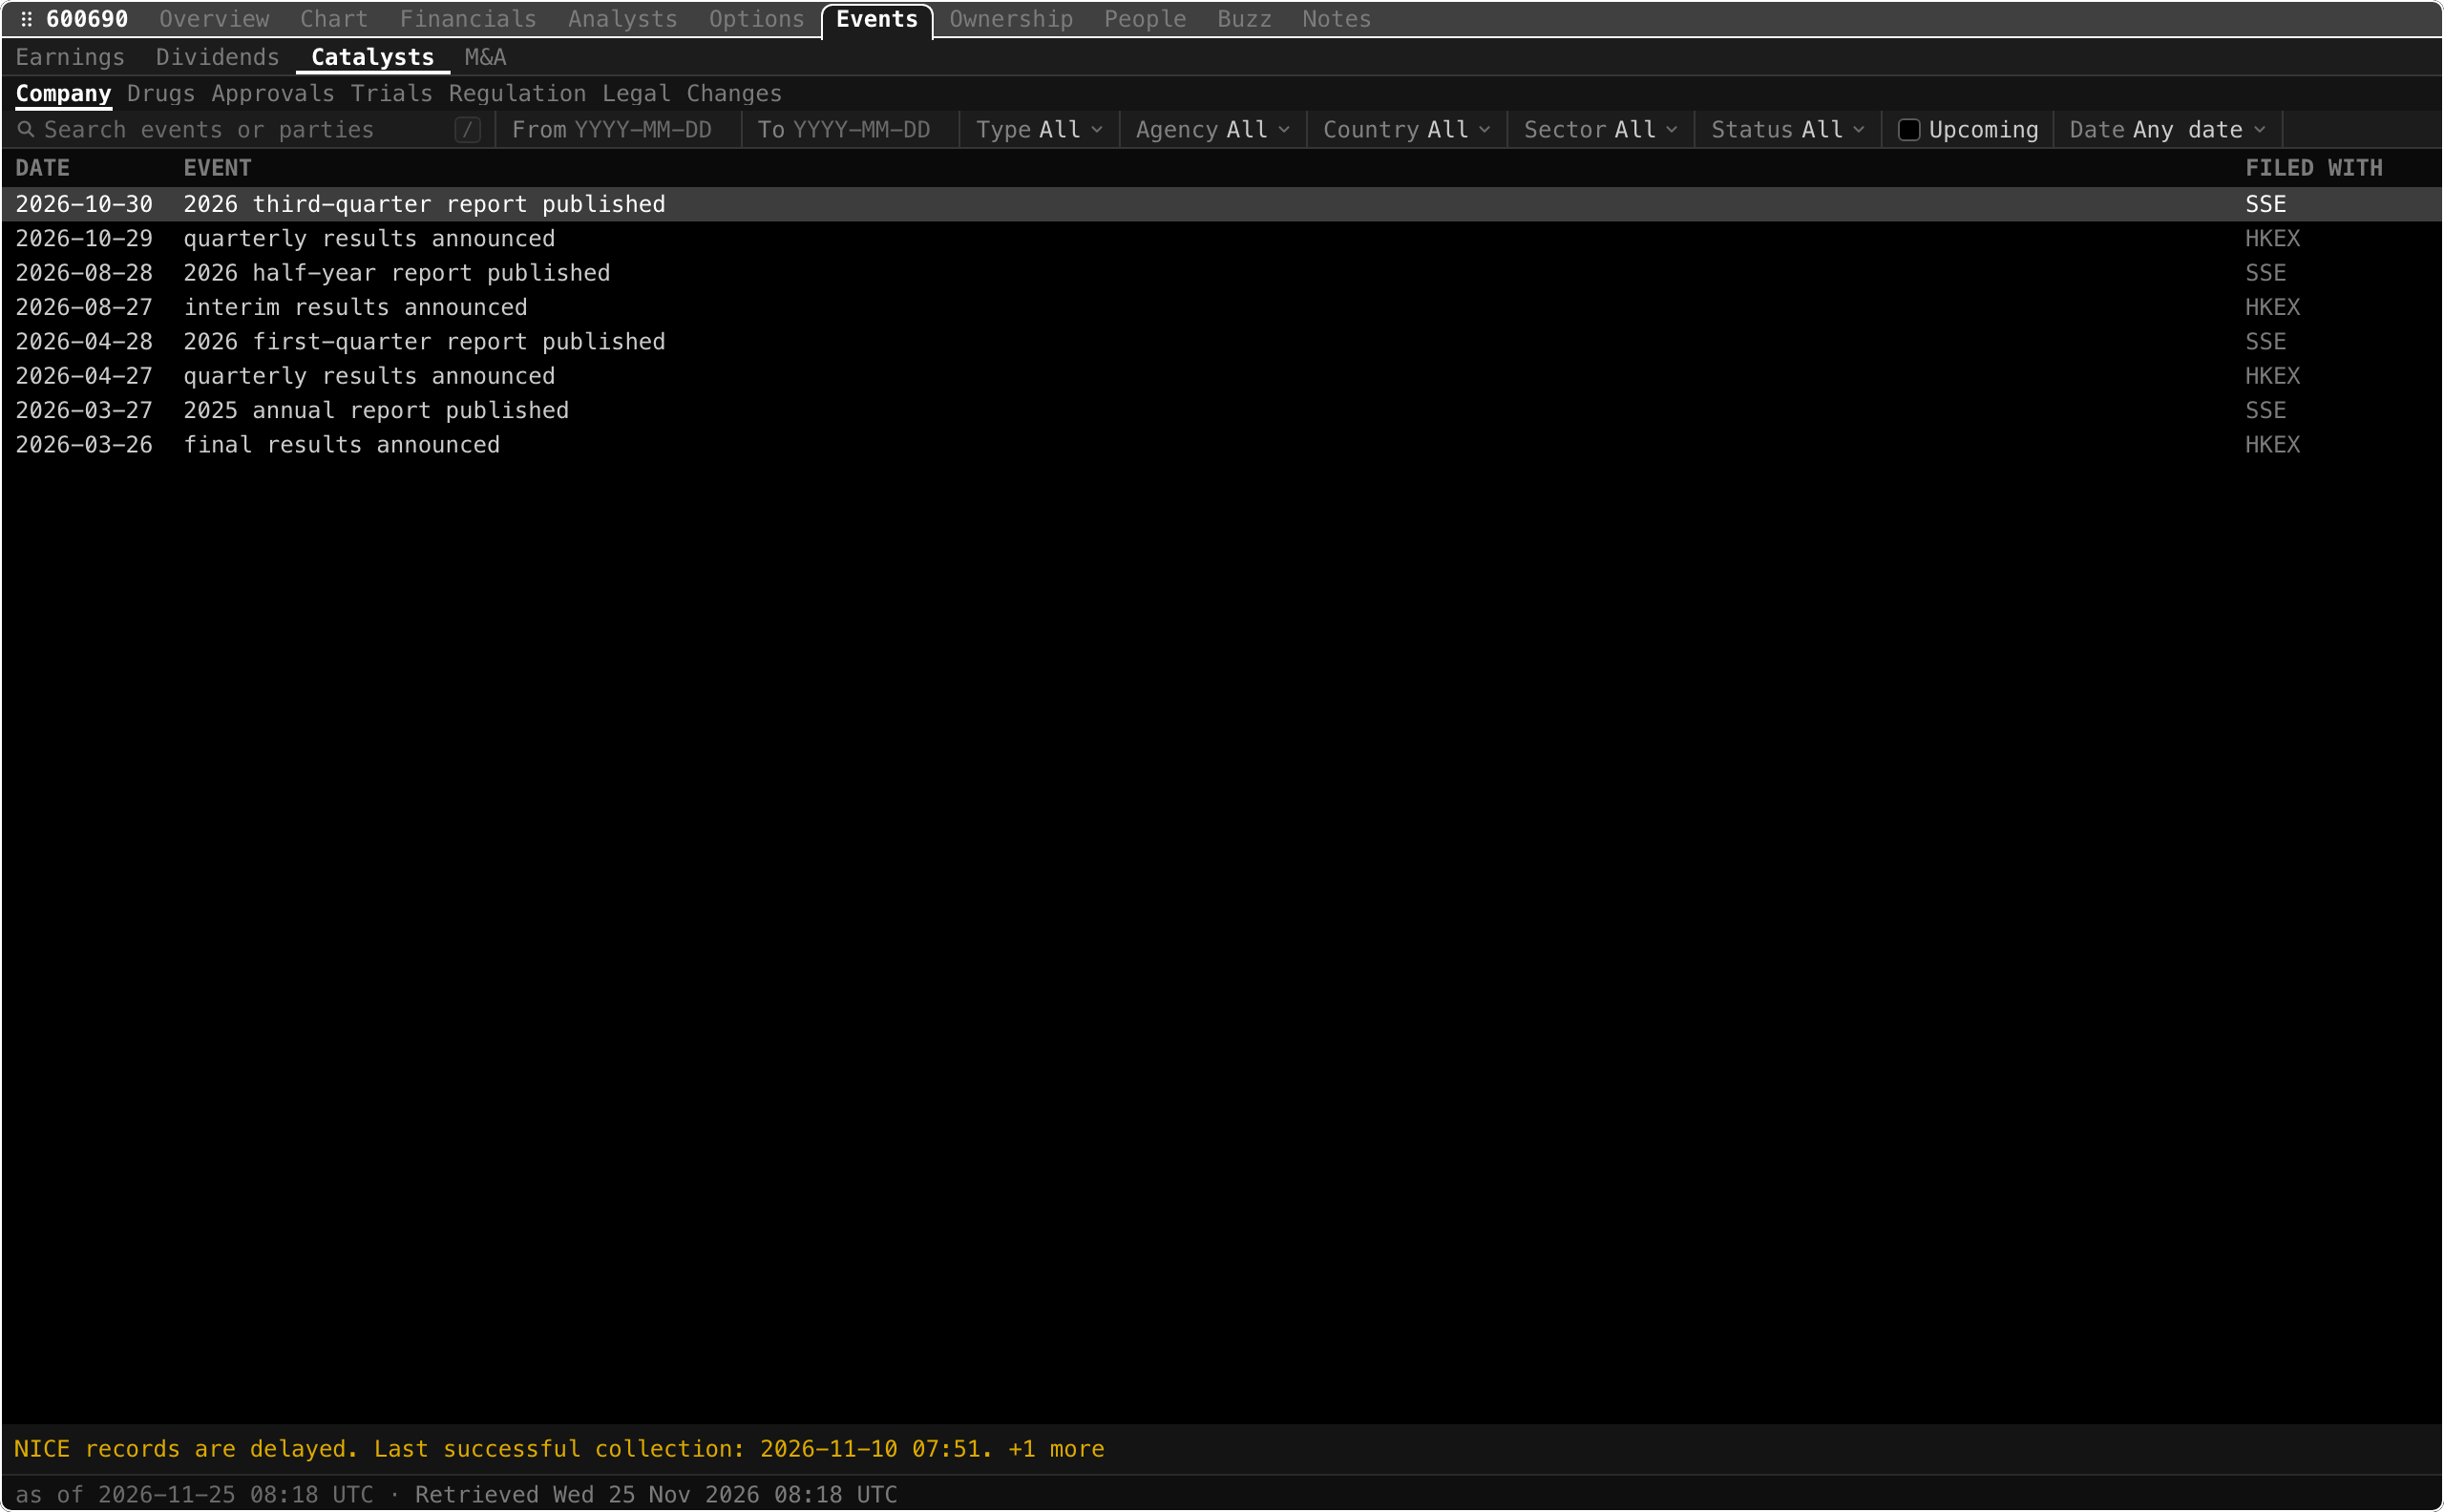 600690 Overview Chart Financials Analysts Options Events Ownership People Buzz Notes
Earnings Dividends Catalysts M&A
Company Drugs Approvals Trials Regulation Legal Changes
Search events or parties / From YYYY-MM-DD To YYYY-MM-DD Type All Agency All Country All Sector All Status All Upcoming Date Any date
DATE EVENT FILED WITH
2026-10-30 2026 third-quarter report published SSE
2026-10-29 quarterly results announced HKEX
2026-08-28 2026 half-year report published SSE
2026-08-27 interim results announced HKEX
2026-04-28 2026 first-quarter report published SSE
2026-04-27 quarterly results announced HKEX
2026-03-27 2025 annual report published SSE
2026-03-26 final results announced HKEX
NICE records are delayed. Last successful collection: 2026-11-10 07:51. +1 more
as of 2026-11-25 08:18 UTC · Retrieved Wed 25 Nov 2026 08:18 UTC